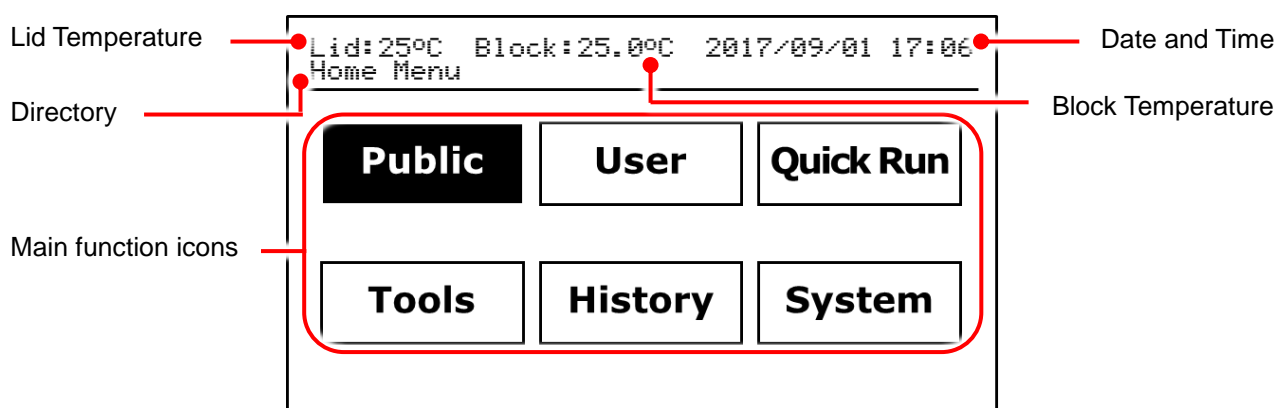 Lid Temperature
Lid:25ºC Block:25.0ºC 2017/09/01 17:06
Date and Time
Home Menu
Directory
Block Temperature
Public User Quick Run
Main function icons
Tools History System